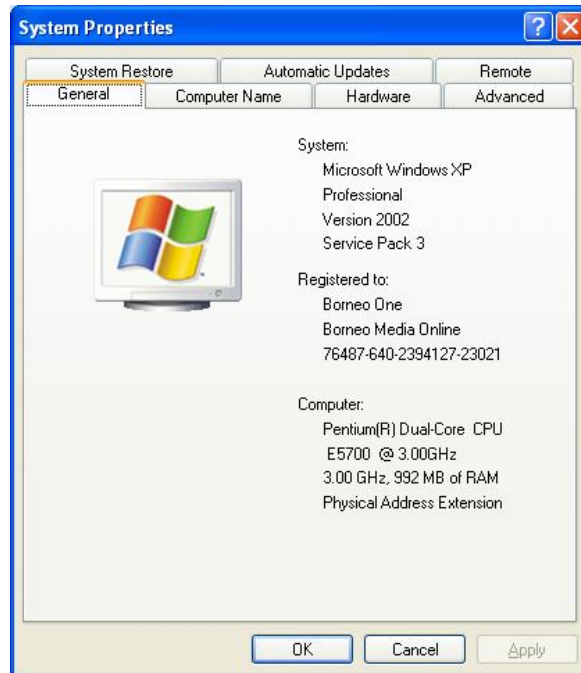 System Properties
System Restore Automatic Updates Remote
General Computer Name Hardware Advanced
System:
Microsoft Windows XP
Professional
Version 2002
Service Pack 3
Registered to:
Borneo One
Borneo Media Online
76487-640-2394127-23021
Computer:
Pentium(R) Dual-Core CPU
E5700 @ 3.00GHz
3.00 GHz, 992 MB of RAM
Physical Address Extension
OK Cancel Apply